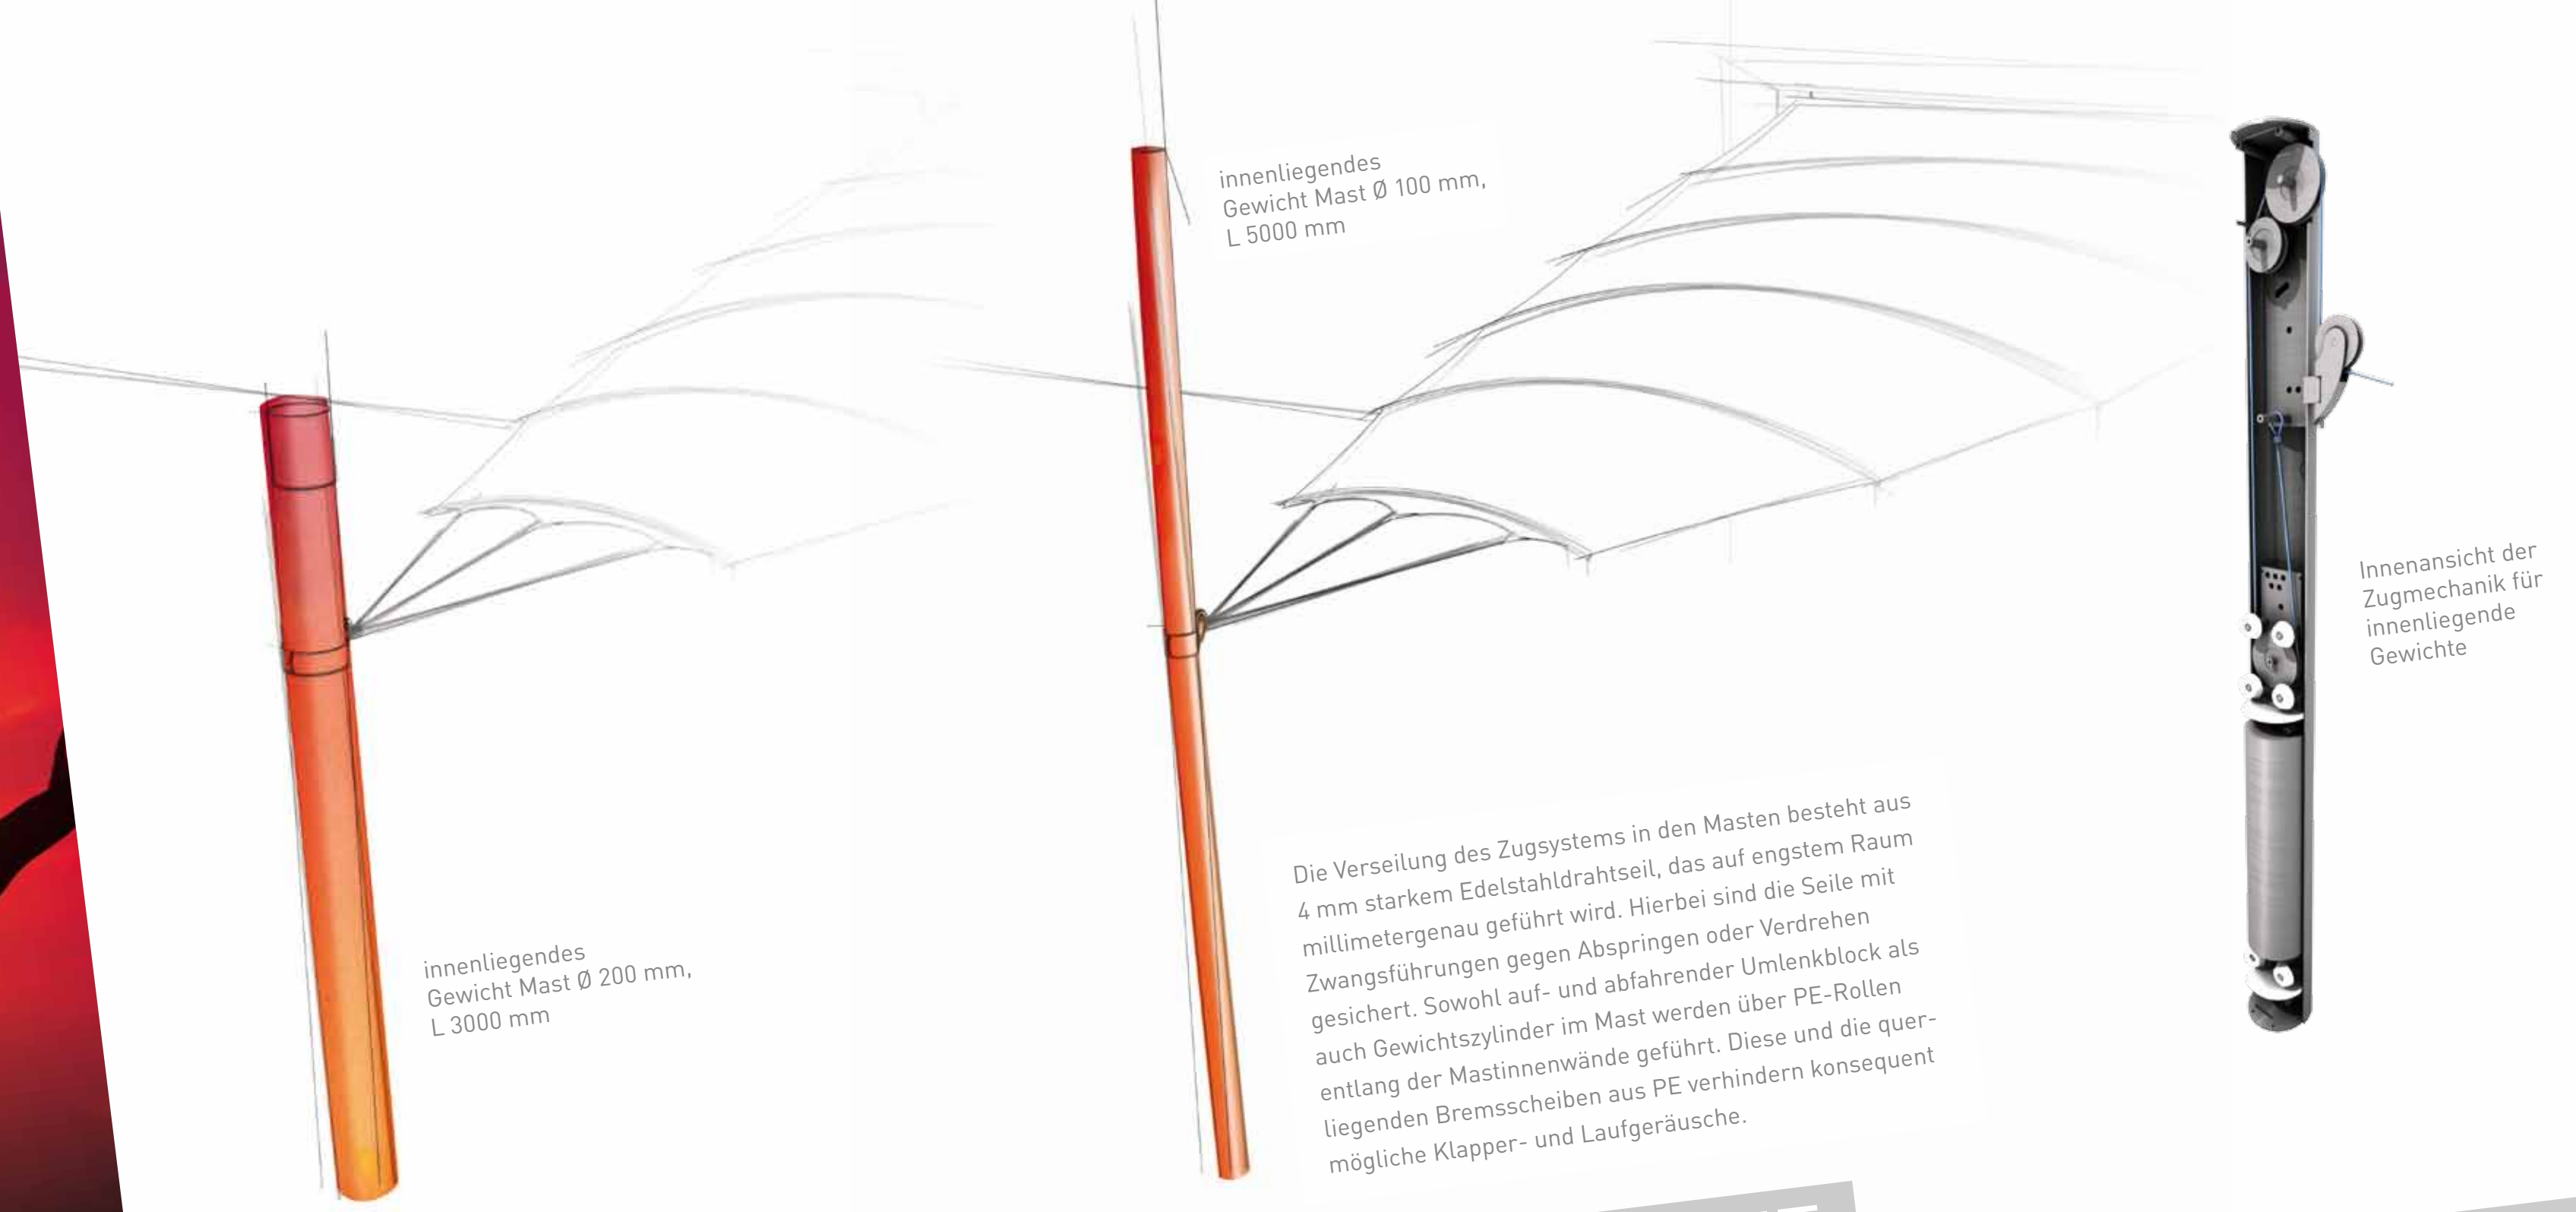 innenliegendes
Gewicht Mast Ø 100 mm,
L 5000 mm
Innenansicht der
Zugmechanik für
innenliegende
Gewichte
innenliegendes
Gewicht Mast Ø 200 mm,
L 3000 mm
Die Verseilung des Zugsystems in den Masten besteht aus
4 mm starkem Edelstahldrahtseil, das auf engstem Raum
millimetergenau geführt wird. Hierbei sind die Seile mit
Zwangsführungen gegen Abspringen oder Verdrehen
gesichert. Sowohl auf- und abfahrender Umlenkblock als
auch Gewichtszylinder im Mast werden über PE-Rollen
entlang der Mastinnenwände geführt. Diese und die quer-
liegenden Bremsscheiben aus PE verhindern konsequent
mögliche Klapper- und Laufgeräusche.